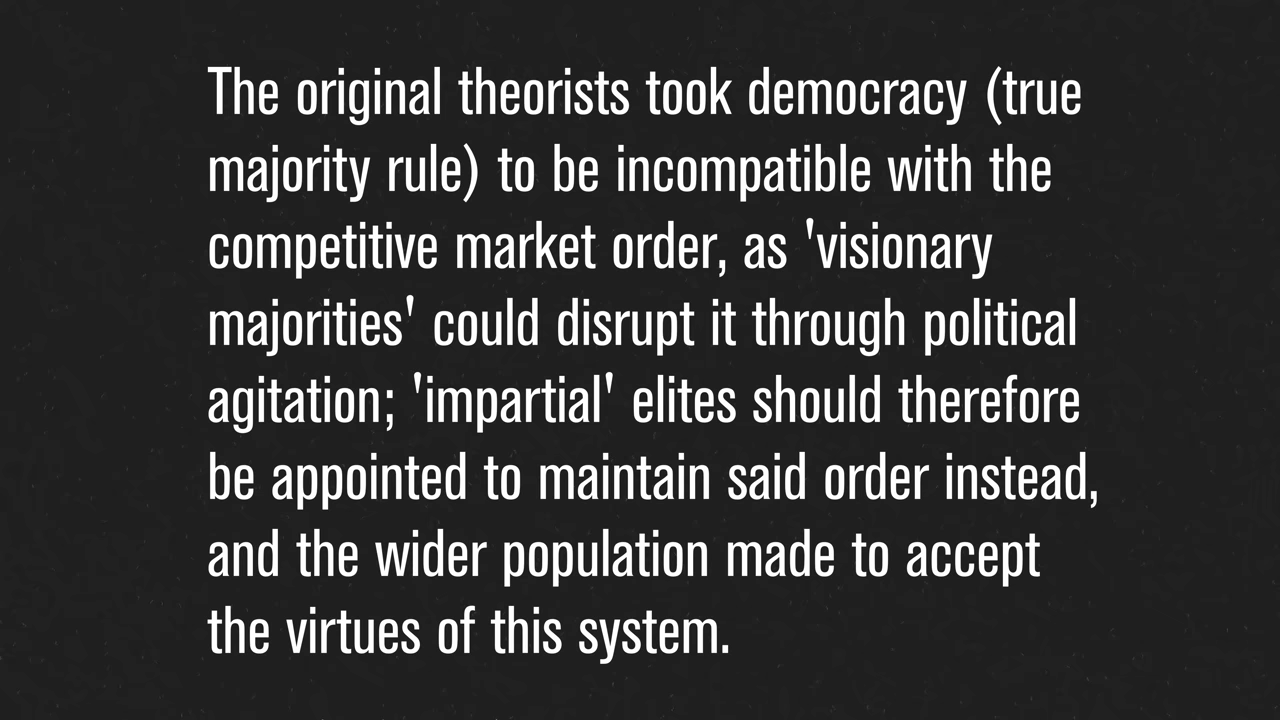 The original theorists took democracy (true
majority rule) to be incompatible with the
competitive market order, as 'visionary
majorities' could disrupt it through political
agitation; 'impartial' elites should therefore
be appointed to maintain said order instead,
and the wider population made to accept
the virtues of this system.